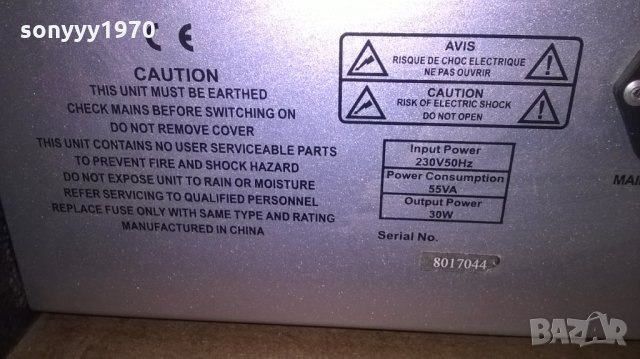 sonyyy1970
CE
CAUTION
THIS UNIT MUST BE EARTHED
CHECK MAINS BEFORE SWITCHING ON
DO NOT REMOVE COVER
THIS UNIT CONTAINS NO USER SERVICEABLE PARTS
TO PREVENT FIRE AND SHOCK HAZARD
DO NOT EXPOSE UNIT TO RAIN OR MOISTURE
REFER SERVICING TO QUALIFIED PERSONNEL
REPLACE FUSE ONLY WITH SAME TYPE AND RATING
MANUFACTURED IN CHINA
AVIS
RISQUE DE CHOC ELECTRIQUE
NE PAS OUVRIR
CAUTION
RISK OF ELECTRIC SHOCK
DO NOT OPEN
Input Power
230V50Hz
Power Consumption
55VA
Output Power
30W
Serial No.
8017044
BAZAR